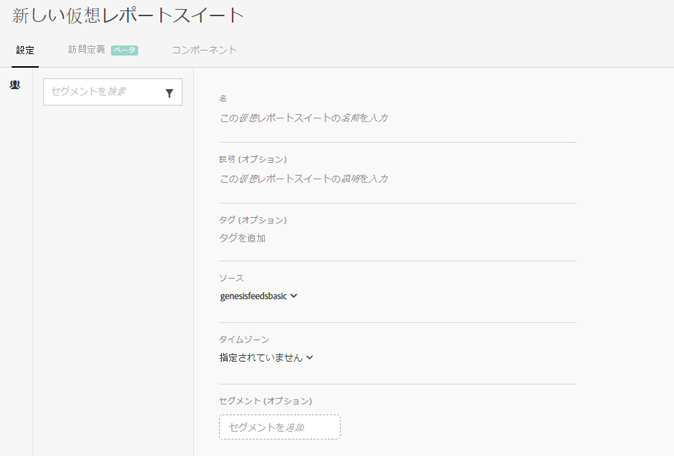 新しい仮想レポートスイート
設定 訪問定義 ベータ コンポーネント
セグメントを検索
名
この仮想レポートスイートの名前を入力
説明 (オプション)
この仮想レポートスイートの説明を入力
タグ (オプション)
タグを追加
ソース
genesisfeedsbasic
タイムゾーン
指定されていません
セグメント (オプション)
セグメントを追加